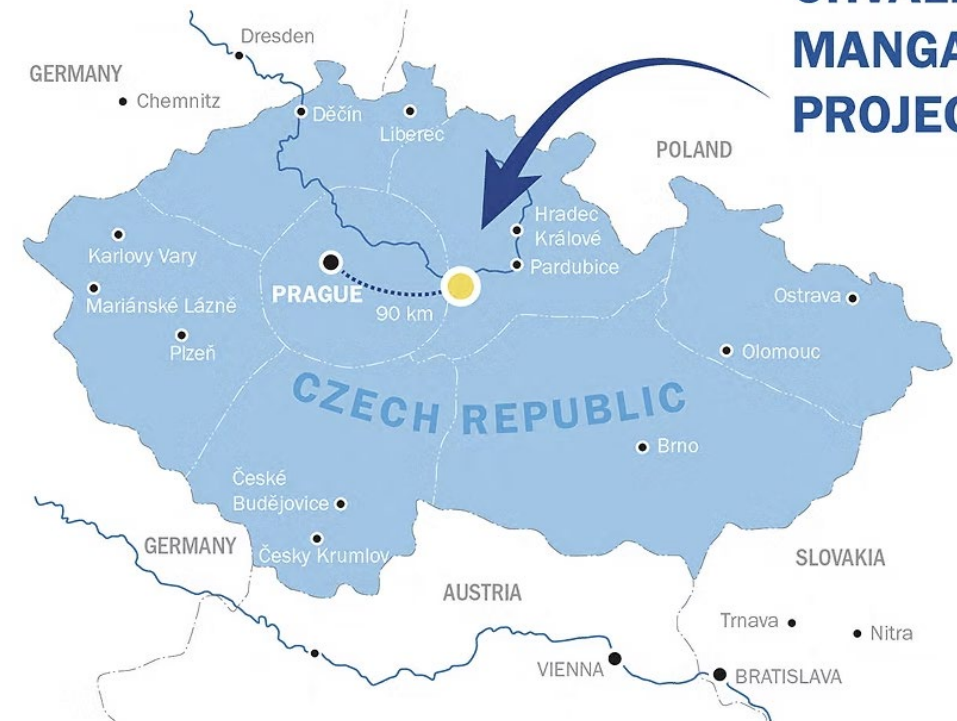 MANGA
PROJEC
Dresden
GERMANY
Chemnitz
Děčín
Liberec
POLAND
Hradec
Králové
Karlovy Vary
Pardubice
PRAGUE
Mariánské Lázně
90 km
Ostrava
Plzeň
Olomouc
CZECH REPUBLIC
Brno
České
Budějovice
GERMANY
Česky Krumlov
SLOVAKIA
AUSTRIA
Trnava
Nitra
VIENNA
BRATISLAVA